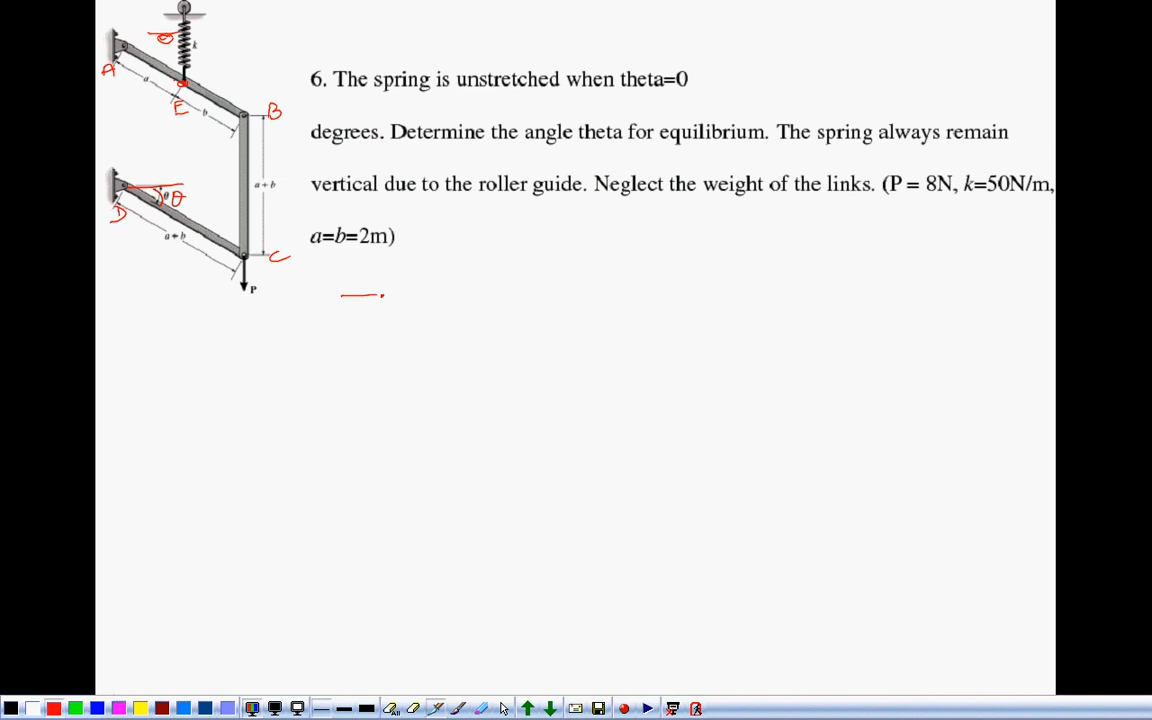 k
A
a
E
b
B
a+b
θ θ
D
a+b
C
P
6. The spring is unstretched when theta=0
degrees. Determine the angle theta for equilibrium. The spring always remain
vertical due to the roller guide. Neglect the weight of the links. (P = 8N, k=50N/m,
a=b=2m)